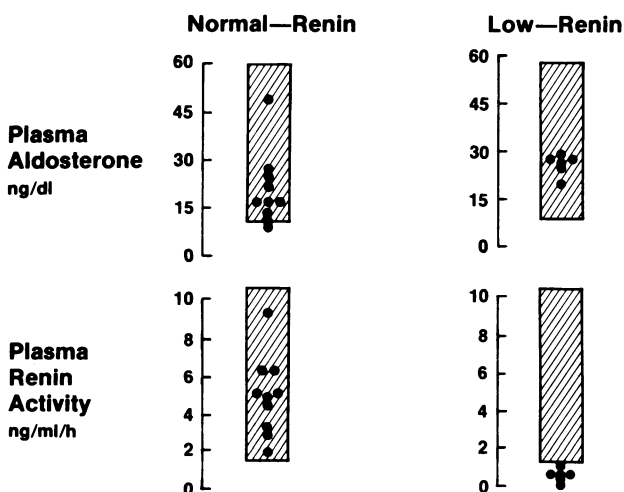 Normal—Renin
Low—Renin
60
45
30
15
0
Plasma
Aldosterone
ng/dl
60
45
30
15
0
10
8
6
4
2
0
Plasma
Renin
Activity
ng/ml/h
10
8
6
4
2
0